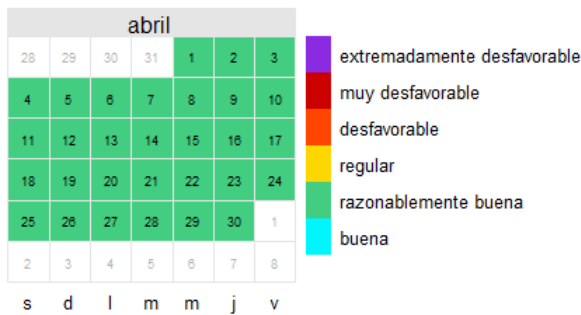 abril
28 29 30 31 1 2 3
4 5 6 7 8 9 10
11 12 13 14 15 16 17
18 19 20 21 22 23 24
25 26 27 28 29 30 1
2 3 4 5 6 7 8
s d l m m j v
extremadamente desfavorable
muy desfavorable
desfavorable
regular
razonablemente buena
buena